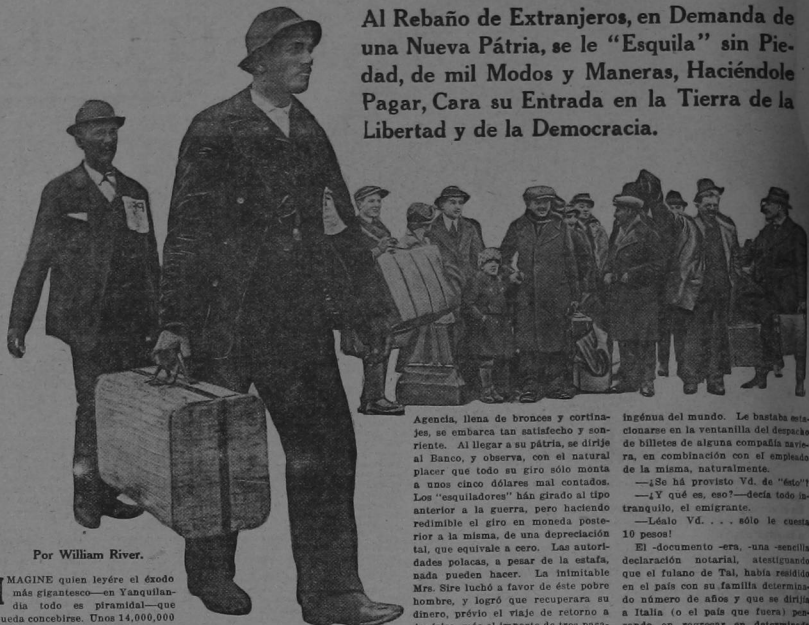 Al Rebaño de Extranjeros, en Demanda de
una Nueva Pátria, se le "Esquila" sin Pie-
dad, de mil Modos y Maneras, Haciéndole
Pagar, Cara su Entrada en la Tierra de la
Libertad y de la Democracia.
Por William River.
IMAGINE quien leyére el éxodo
más gigantesco—en Yanquilan-
dia todo es piramidal—que
pueda concebirse. Unos 14,000,000
Agencia, llena de bronces y cortina-
jes, se embarca tan satisfecho y son-
riente. Al llegar a su pátria, se dirije
al Banco, y observa, con el natural
placer que todo su giro sólo monta
a unos cinco dólares mal contados.
Los "esquiladores" hán girado al tipo
anterior a la guerra, pero haciendo
redimible el giro en moneda poste-
rior a la misma, de una depreciación
tal, que equivale a cero. Las autori-
dades polacas, a pesar de la estafa,
nada pueden hacer. La inimitable
Mrs. Sire luchó a favor de éste pobre
hombre, y logró que recuperara su
dinero, prévio el viaje de retorno a
ingénua del mundo. Le bastaba esta-
cionarse en la ventanilla del despacho
de billetes de alguna compañía navie-
ra, en combinación con el empleado
de la misma, naturalmente.
—¿Se há provisto Vd. de "ésto"?
—¿Y qué es, eso?—decía todo in-
tranquilo, el emigrante.
—Léalo Vd. . . . sólo le cuesta
10 pesos!
El -documento -era, -una -sencilla
declaración notarial, atestiguando
que el fulano de Tal, había residido
en el país con su familia determina-
do número de años y que se dirijía
a Italia (o el país que fuera) pen-